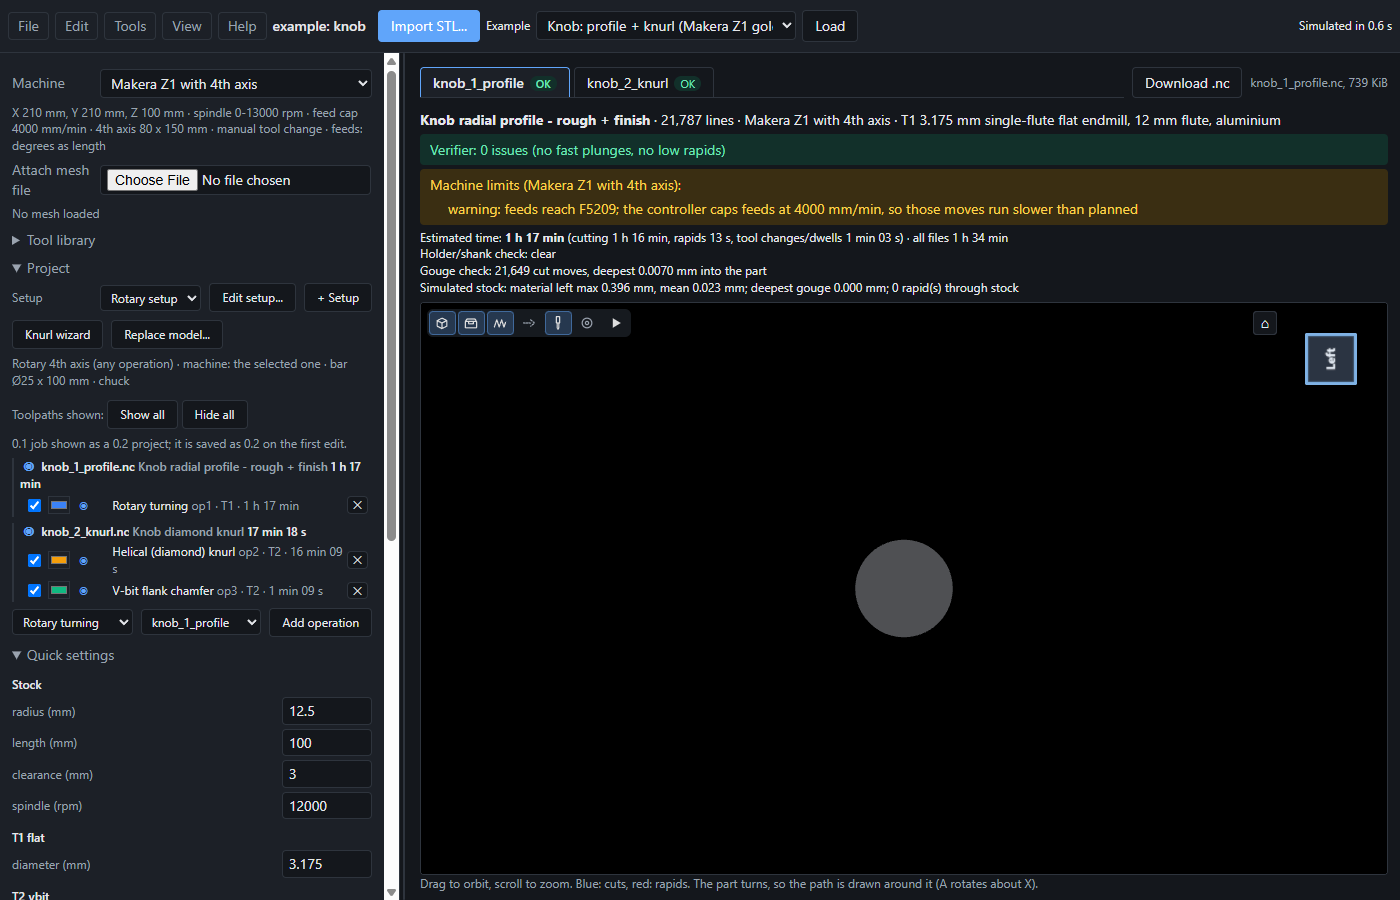 File Edit Tools View Help example: knob Import STL... Example Knob: profile + knurl (Makera Z1 gol Load Simulated in 0.6 s
Machine Makera Z1 with 4th axis
X 210 mm, Y 210 mm, Z 100 mm · spindle 0-13000 rpm · feed cap
4000 mm/min · 4th axis 80 x 150 mm · manual tool change · feeds:
degrees as length
Attach mesh
file
Choose File No file chosen
No mesh loaded
Tool library
Project
Setup Rotary setup Edit setup... + Setup
Knurl wizard Replace model...
Rotary 4th axis (any operation) · machine: the selected one · bar
Ø25 x 100 mm · chuck
Toolpaths shown: Show all Hide all
0.1 job shown as a 0.2 project; it is saved as 0.2 on the first edit.
knob_1_profile.nc Knob radial profile - rough + finish 1 h 17
min
Rotary turning op1 · T1 · 1 h 17 min
knob_2_knurl.nc Knob diamond knurl 17 min 18 s
Helical (diamond) knurl op2 · T2 · 16 min 09
s
V-bit flank chamfer op3 · T2 · 1 min 09 s
Rotary turning knob_1_profile Add operation
Quick settings
Stock
radius (mm) 12.5
length (mm) 100
clearance (mm) 3
spindle (rpm) 12000
T1 flat
diameter (mm) 3.175
T2 vbit
knob_1_profile OK knob_2_knurl OK Download .nc knob_1_profile.nc, 739 KiB
Knob radial profile - rough + finish · 21,787 lines · Makera Z1 with 4th axis · T1 3.175 mm single-flute flat endmill, 12 mm flute, aluminium
Verifier: 0 issues (no fast plunges, no low rapids)
Machine limits (Makera Z1 with 4th axis):
warning: feeds reach F5209; the controller caps feeds at 4000 mm/min, so those moves run slower than planned
Estimated time: 1 h 17 min (cutting 1 h 16 min, rapids 13 s, tool changes/dwells 1 min 03 s) · all files 1 h 34 min
Holder/shank check: clear
Gouge check: 21,649 cut moves, deepest 0.0070 mm into the part
Simulated stock: material left max 0.396 mm, mean 0.023 mm; deepest gouge 0.000 mm; 0 rapid(s) through stock
Left
Drag to orbit, scroll to zoom. Blue: cuts, red: rapids. The part turns, so the path is drawn around it (A rotates about X).